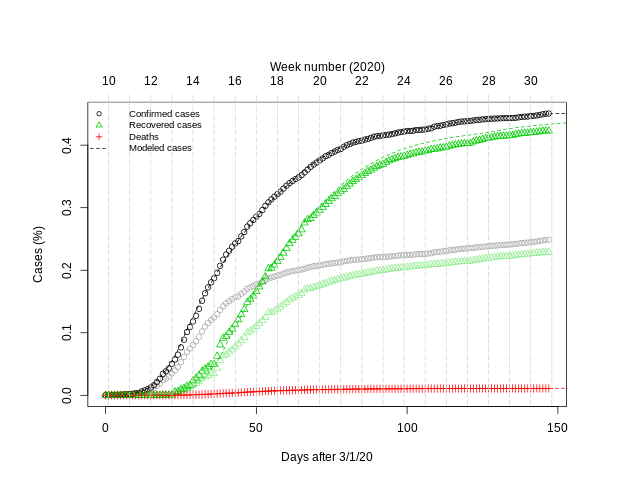 Week number (2020)
10 12 14 16 18 20 22 24 26 28 30
Confirmed cases
Recovered cases
Deaths
Modeled cases
Cases (%)
0.4
0.3
0.2
0.1
0.0
0 50 100 150
Days after 3/1/20